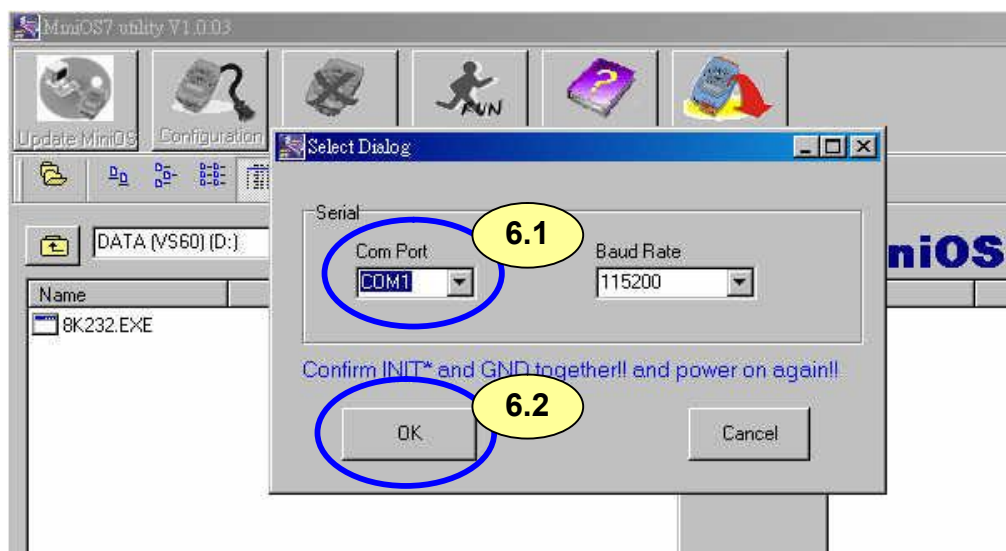 MiniOS7 utility V1.0.03
RUN
Update MiniOS
Configuration
Select Dialog
Serial
6.1
Com Port
Baud Rate
COM1
115200
DATA (VS60) (D:)
niOS
Name
8K232.EXE
Confirm INIT* and GND together!! and power on again!!
6.2
OK
Cancel